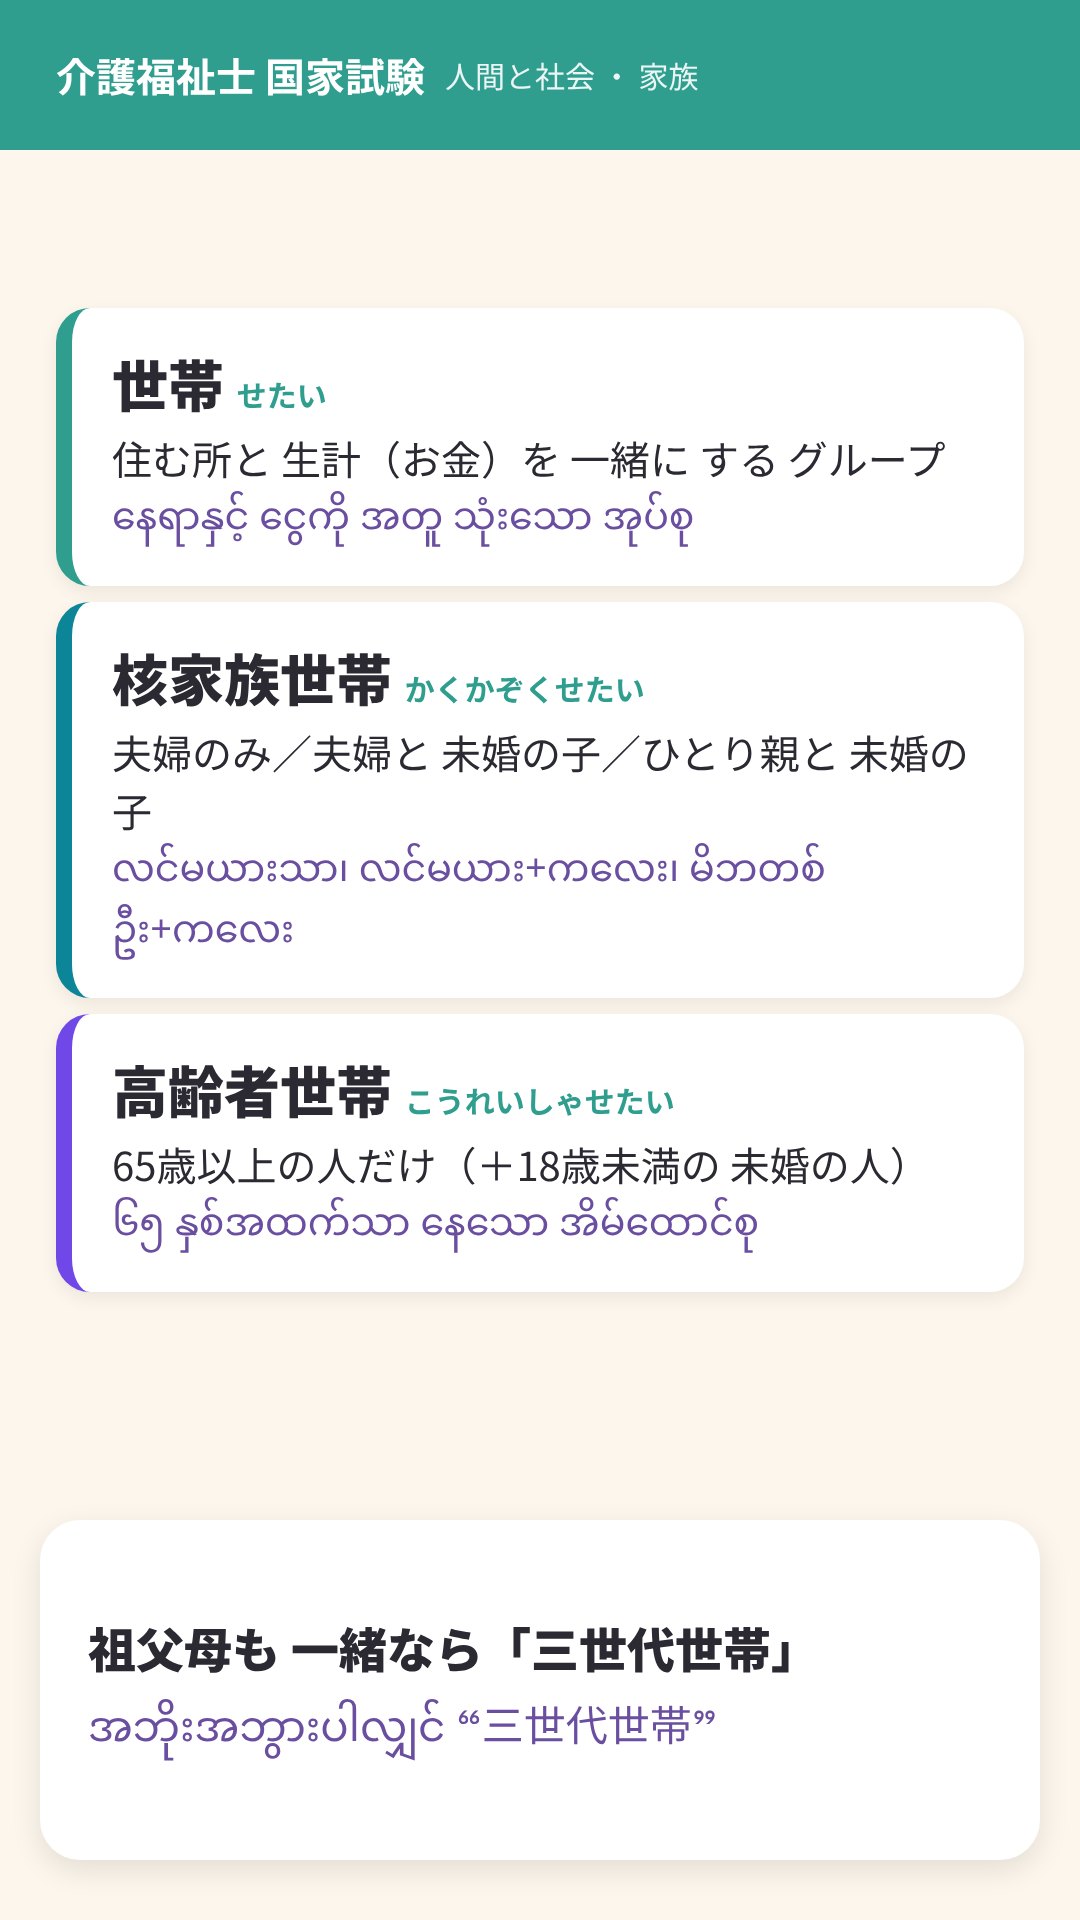 介護福祉士 国家試験 人間と社会 ・ 家族
世帯 せたい
住む所と 生計（お金）を 一緒に する グループ
နေရာနှင့် ငွေကို အတူ သုံးသော အုပ်စု
核家族世帯 かくかぞくせたい
夫婦のみ／夫婦と 未婚の子／ひとり親と 未婚の
子
လင်မယားသာ၊ လင်မယား+ကလေး၊ မိဘတစ်
ဦး+ကလေး
高齢者世帯 こうれいしゃせたい
65歳以上の人だけ（＋18歳未満の 未婚の人）
၆၅ နှစ်အထက်သာ နေသော အိမ်ထောင်စု
祖父母も 一緒なら「三世代世帯」
အဘိုးအဘွားပါလျှင် “三世代世帯”